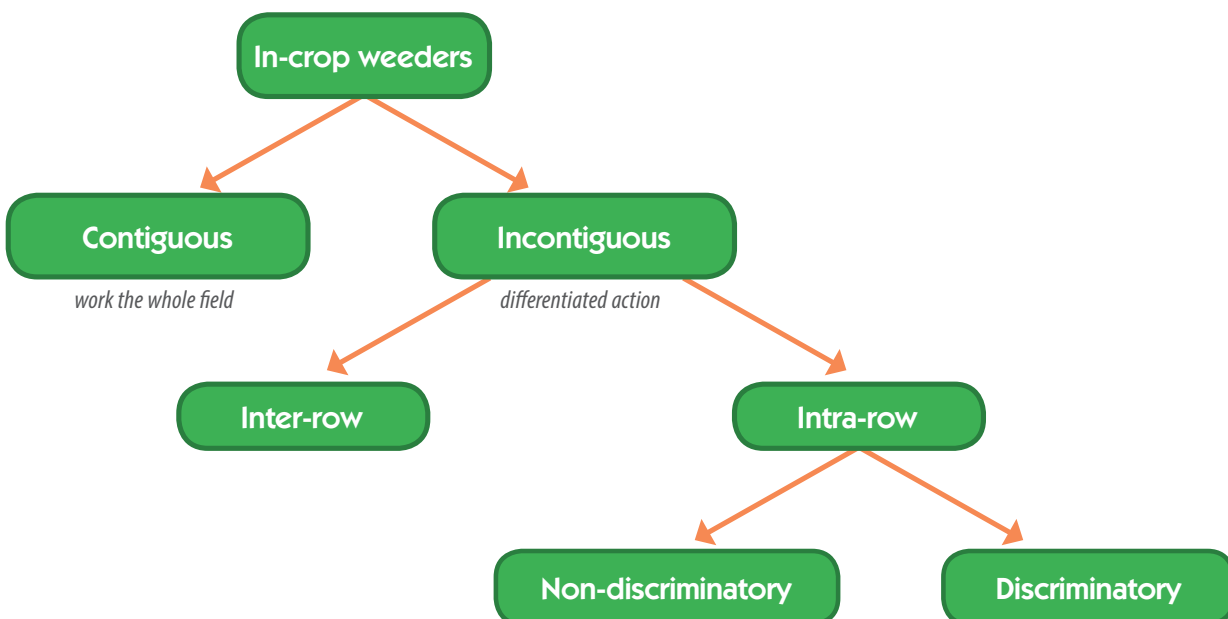 In-crop weeders
Contiguous
Incontiguous
work the whole field
differentiated action
Inter-row
Intra-row
Non-discriminatory
Discriminatory